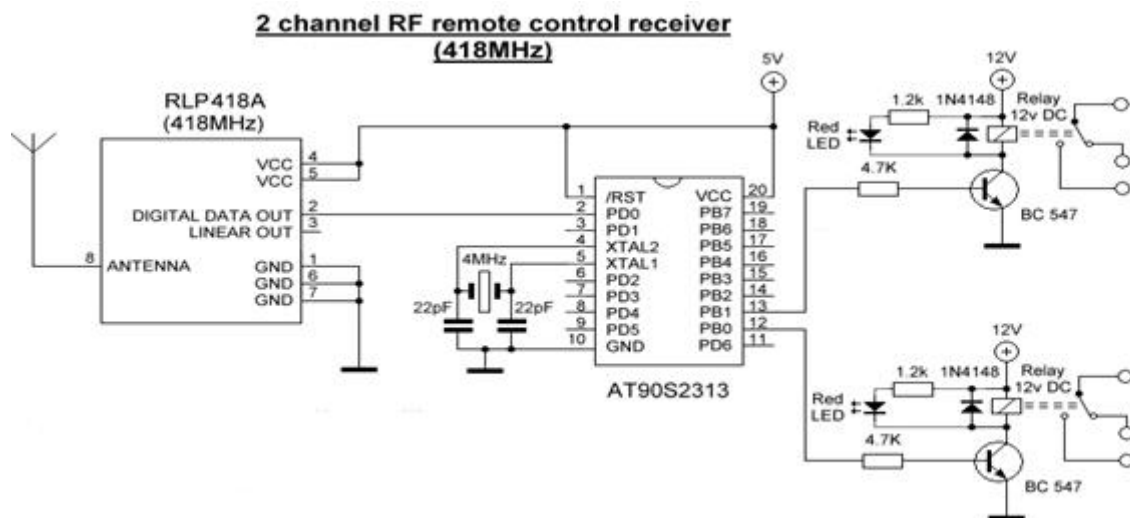 2 channel RF remote control receiver
(418MHz)
RLP418A
(418MHz)
VCC 4
VCC 5
DIGITAL DATA OUT 2
LINEAR OUT 3
8 ANTENNA
GND 1
GND 6
GND 7
5V
1 /RST VCC 20
2 PD0 PB7 19
3 PD1 PB6 18
4 XTAL2 PB5 17
5 XTAL1 PB4 16
6 PD2 PB3 15
7 PD3 PB2 14
8 PD4 PB1 13
9 PD5 PB0 12
10 GND PD6 11
AT90S2313
4MHz
22pF 22pF
12V
1.2k 1N4148 Relay
12v DC
Red
LED
4.7K
BC 547
12V
1.2k 1N4148 Relay
12v DC
Red
LED
4.7K
BC 547